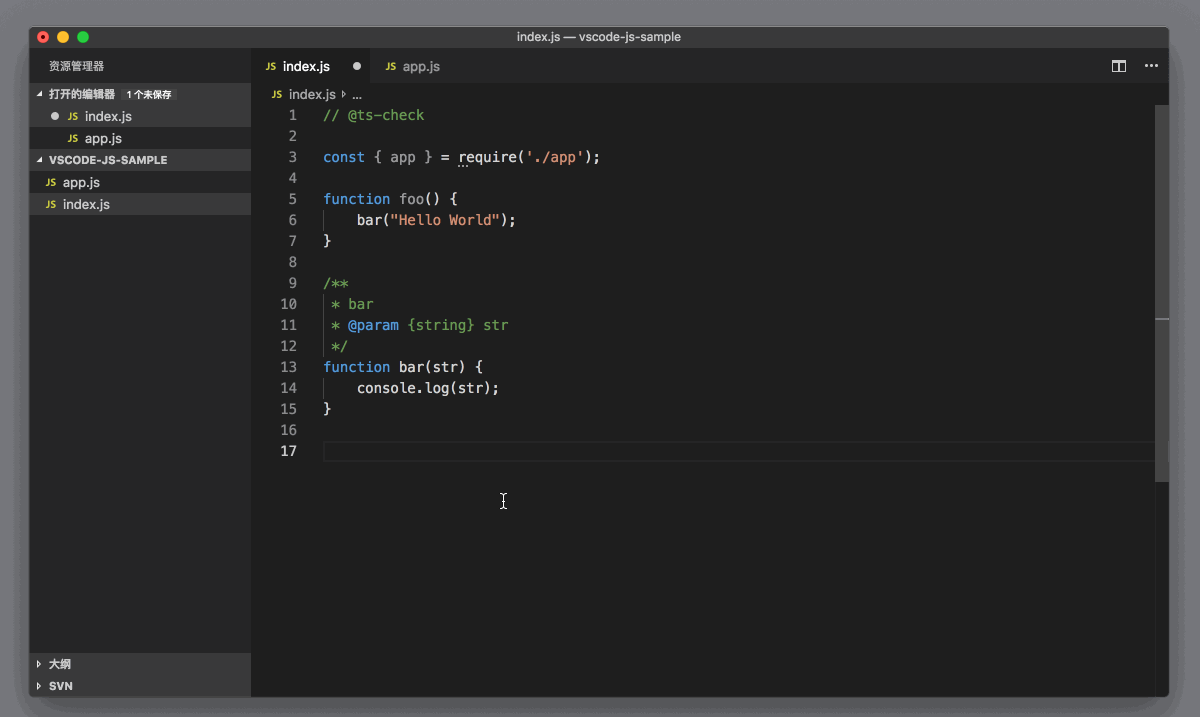 index.js — vscode-js-sample
资源管理器
打开的编辑器 1 个未保存
JS index.js
JS app.js
VSCODE-JS-SAMPLE
JS app.js
JS index.js
大纲
SVN
JS index.js JS app.js
JS index.js ...
1 // @ts-check
2
3 const { app } = require('./app');
4
5 function foo() {
6 bar("Hello World");
7 }
8
9 /**
10 * bar
11 * @param {string} str
12 */
13 function bar(str) {
14 console.log(str);
15 }
16
17